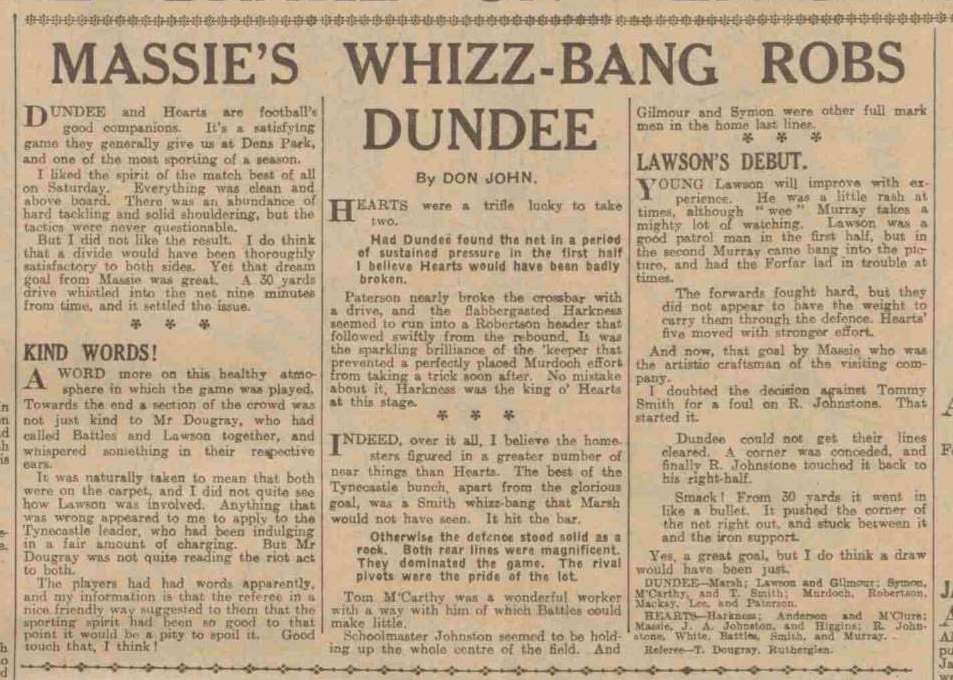 MASSIE'S WHIZZ-BANG ROBS
DUNDEE
By DON JOHN.
DUNDEE and Hearts are football's
good companions. It's a satisfying
game they generally give us at Dens Park,
and one of the most sporting of a season.
I liked the spirit of the match best of all
on Saturday. Everything was clean and
above board. There was an abundance of
hard tackling and solid shouldering, but the
tactics were never questionable.
But I did not like the result. I do think
that a divide would have been thoroughly
satisfactory to both sides. Yet that dream
goal from Massie was great. A 30 yards
drive whistled into the net nine minutes
from time, and it settled the issue.
* * *
KIND WORDS!
A WORD more on this healthy atmo-
sphere in which the game was played.
Towards the end a section of the crowd was
not just kind to Mr Dougray, who had
called Battles and Lawson together, and
whispered something in their respective
ears.
It was naturally taken to mean that both
were on the carpet, and I did not quite see
how Lawson was involved. Anything that
was wrong appeared to me to apply to the
Tynecastle leader, who had been indulging
in a fair amount of charging. But Mr
Dougray was not quite reading the riot act
to both.
The players had had words apparently,
and my information is that the referee in a
nice friendly way suggested to them that the
sporting spirit had been so good to that
point it would be a pity to spoil it. Good
touch that, I think!
HEARTS were a trifle lucky to take
two.
Had Dundee found the net in a period
of sustained pressure in the first half
I believe Hearts would have been badly
broken.
Paterson nearly broke the crossbar with
a drive, and the flabbergasted Harkness
seemed to run into a Robertson header that
followed swiftly from the rebound. It was
the sparkling brilliance of the 'keeper that
prevented a perfectly placed Murdoch effort
from taking a trick soon after. No mistake
about it, Harkness was the king o' Hearts
at this stage.
* * *
INDEED, over it all, I believe the home-
sters figured in a greater number of
near things than Hearts. The best of the
Tynecastle bunch, apart from the glorious
goal, was a Smith whizz-bang that Marsh
would not have seen. It hit the bar.
Otherwise the defence stood solid as a
rock. Both rear lines were magnificent.
They dominated the game. The rival
pivots were the pride of the lot.
Tom M'Carthy was a wonderful worker
with a way with him of which Battles could
make little.
Schoolmaster Johnston seemed to be hold-
ing up the whole centre of the field. And
Gilmour and Symon were other full mark
men in the home last lines.
* * *
LAWSON'S DEBUT.
YOUNG Lawson will improve with ex-
perience. He was a little rash at
times, although "wee" Murray takes a
mighty lot of watching. Lawson was a
good patrol man in the first half, but in
the second Murray came bang into the pic-
ture, and had the Forfar lad in trouble at
times.
The forwards fought hard, but they
did not appear to have the weight to
carry them through the defence. Hearts'
five moved with stronger effort.
And now, that goal by Massie who was
the artistic craftsman of the visiting com-
pany.
I doubted the decision against Tommy
Smith for a foul on R. Johnstone. That
started it.
Dundee could not get their lines
cleared. A corner was conceded, and
finally R. Johnstone touched it back to
his right-half.
Smack! From 30 yards it went in
like a bullet. It pushed the corner of
the net right out, and stuck between it
and the iron support.
Yes, a great goal, but I do think a draw
would have been just.
DUNDEE—Marsh; Lawson and Gilmour; Symon,
M'Carthy, and T. Smith; Murdoch, Robertson,
Mackay, Lee, and Paterson.
HEARTS—Harkness; Anderson and M'Clure;
Massie, J. A. Johnston, and Higgins; R. John-
stone, White, Battles, Smith, and Murray.
Referee—T. Dougray, Rutherglen.